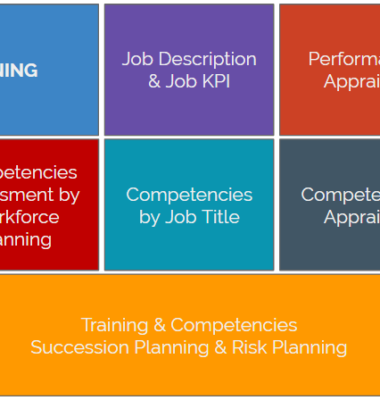 NING
Job Description
& Job KPI
Performa
Apprai
petencies
sment by
rkforce
anning
Competencies
by Job Title
Compete
Apprai
Training & Competencies
Succession Planning & Risk Planning